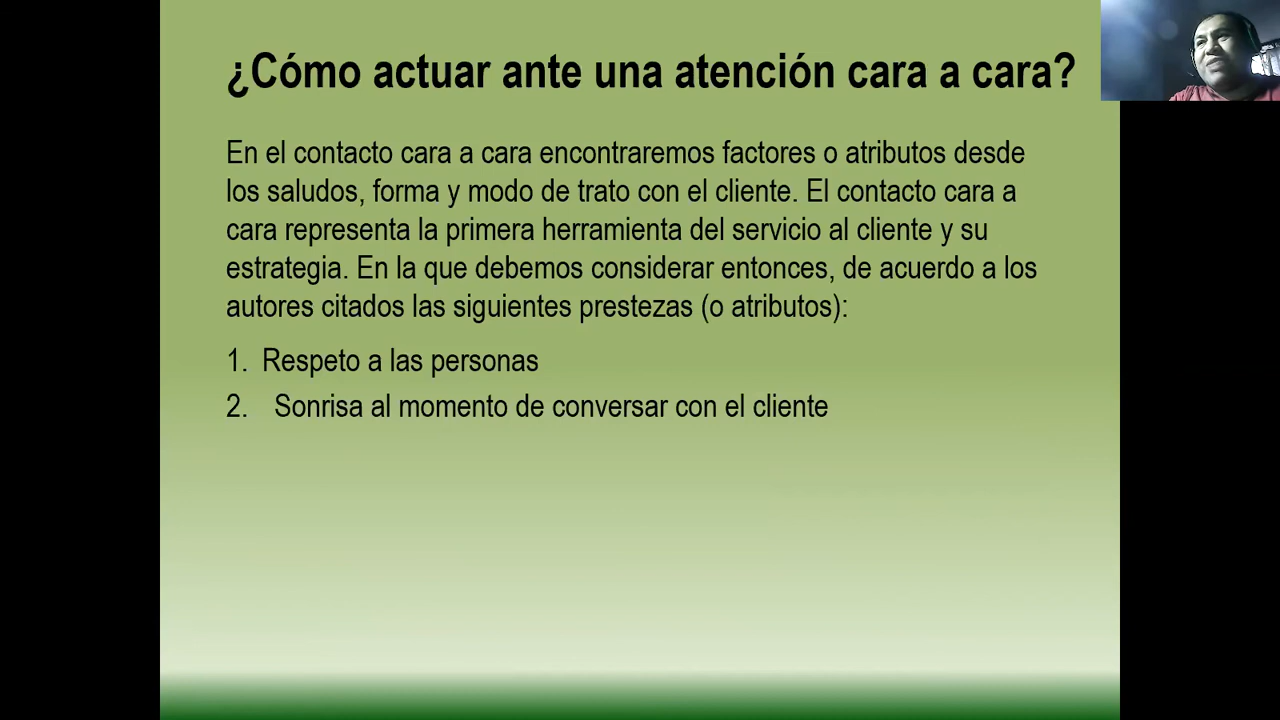 ¿Cómo actuar ante una atención cara a cara?
En el contacto cara a cara encontraremos factores o atributos desde
los saludos, forma y modo de trato con el cliente. El contacto cara a
cara representa la primera herramienta del servicio al cliente y su
estrategia. En la que debemos considerar entonces, de acuerdo a los
autores citados las siguientes prestezas (o atributos):
1. Respeto a las personas
2. Sonrisa al momento de conversar con el cliente